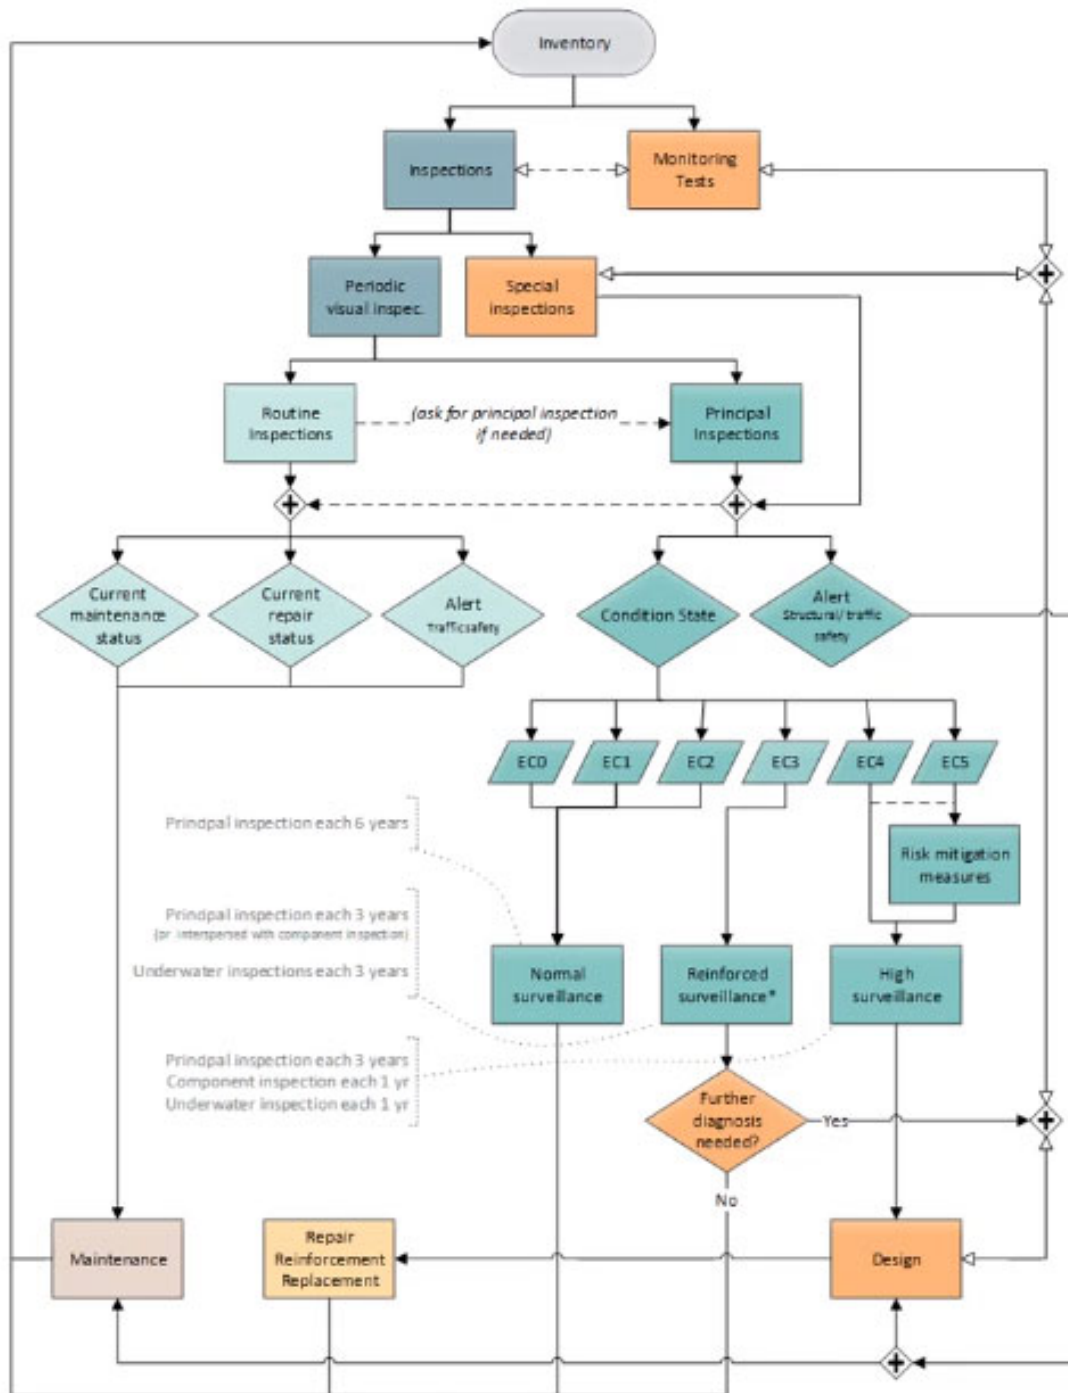 Inventory
Inspections
Monitoring
Tests
Periodic
visual inspec.
Special
inspections
Routine
Inspections
(ask for principal inspection
if needed)
Principal
Inspections
Current
maintenance
status
Current
repair
status
Alert
Trafficsafety
Condition State
Alert
Structural/ traffic
safety
EC0
EC1
EC2
EC3
EC4
EC5
Principal inspection each 6 years
Risk mitigation
measures
Principal inspection each 3 years
(or interspersed with component inspection)
Underwater inspections each 3 years
Normal
surveillance
Reinforced
surveillance*
High
surveillance
Principal inspection each 3 years
Component inspection each 1 yr
Underwater inspection each 1 yr
Further
diagnosis
needed?
Yes
No
Maintenance
Repair
Reinforcement
Replacement
Design